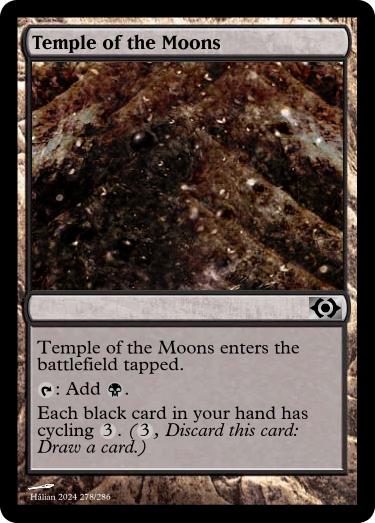 Temple of the Moons
Temple of the Moons enters the
battlefield tapped.
: Add .
Each black card in your hand has
cycling 3. (3, Discard this card:
Draw a card.)
Hálian 2024 278/286